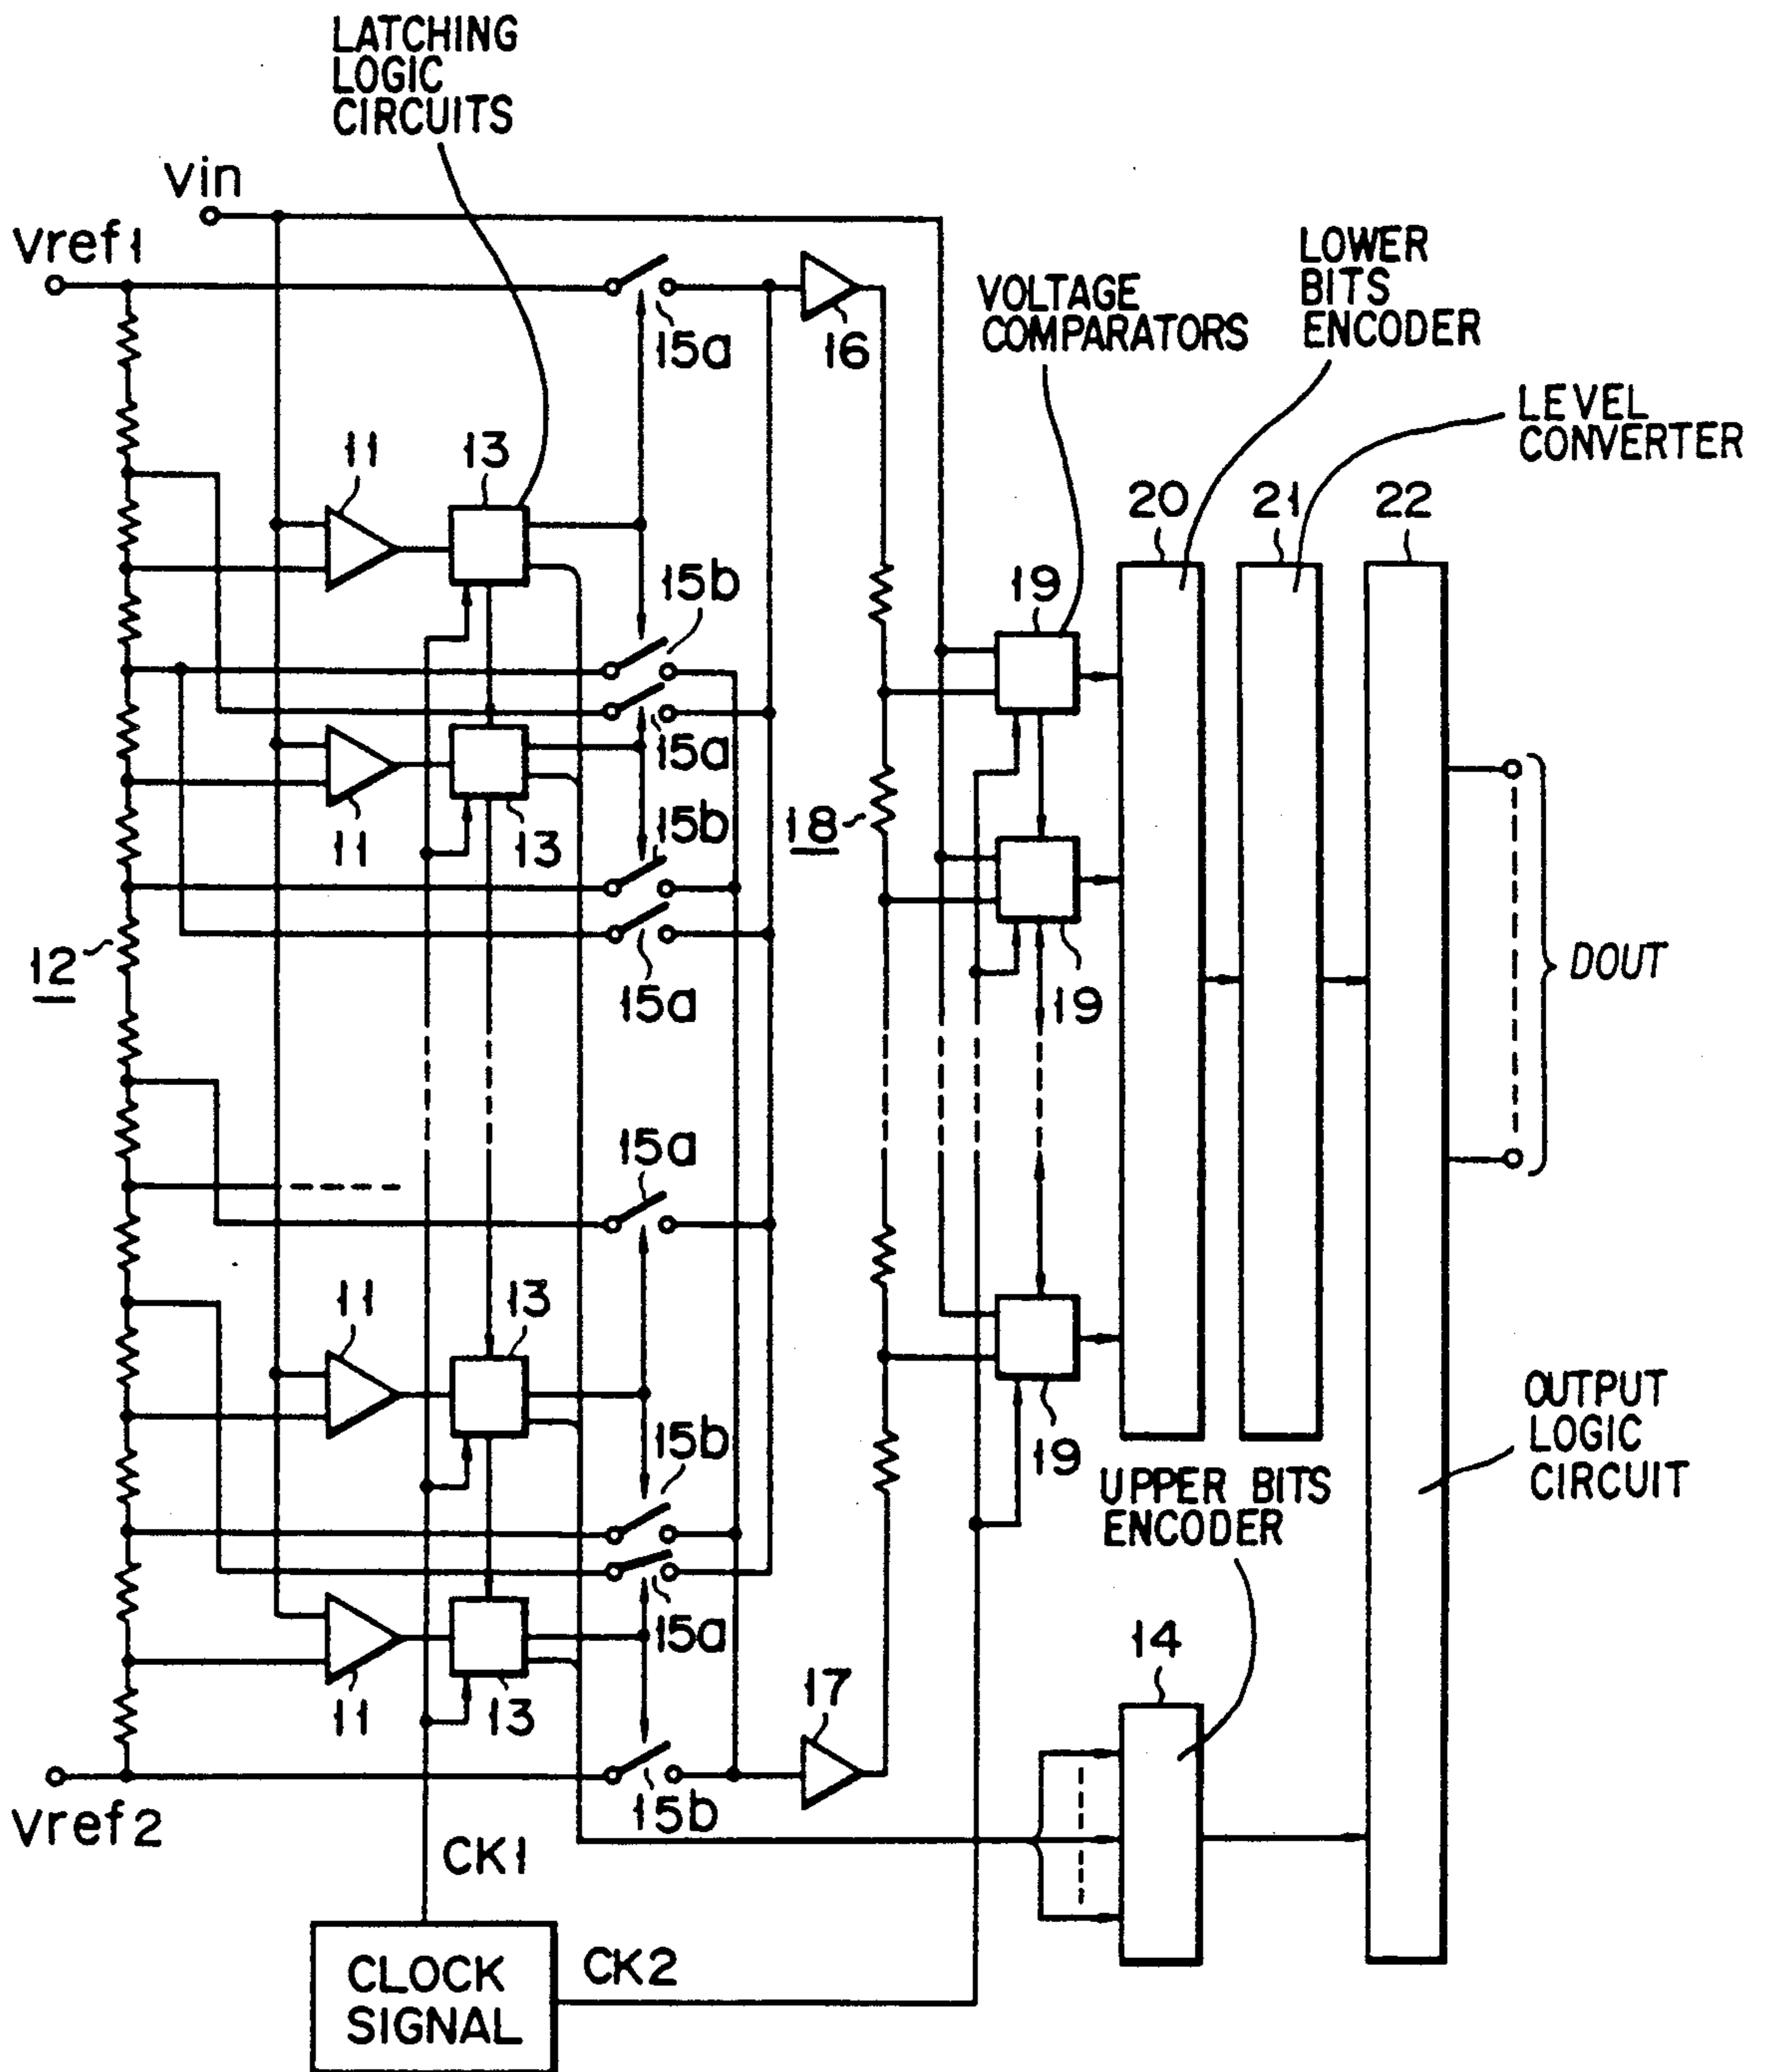 LATCHING
LOGIC
CIRCUITS
Vin
Vref1
LOWER
BITS
ENCODER
VOLTAGE
COMPARATORS
15a
16
LEVEL
CONVERTER
11
13
20
21
22
15b
19
15a
11
13
15b
18
19
12
15a
DOUT
15a
11
13
15b
19
OUTPUT
LOGIC
CIRCUIT
UPPER BITS
ENCODER
15a
14
11
13
17
15b
Vref2
CK1
CK2
CLOCK
SIGNAL